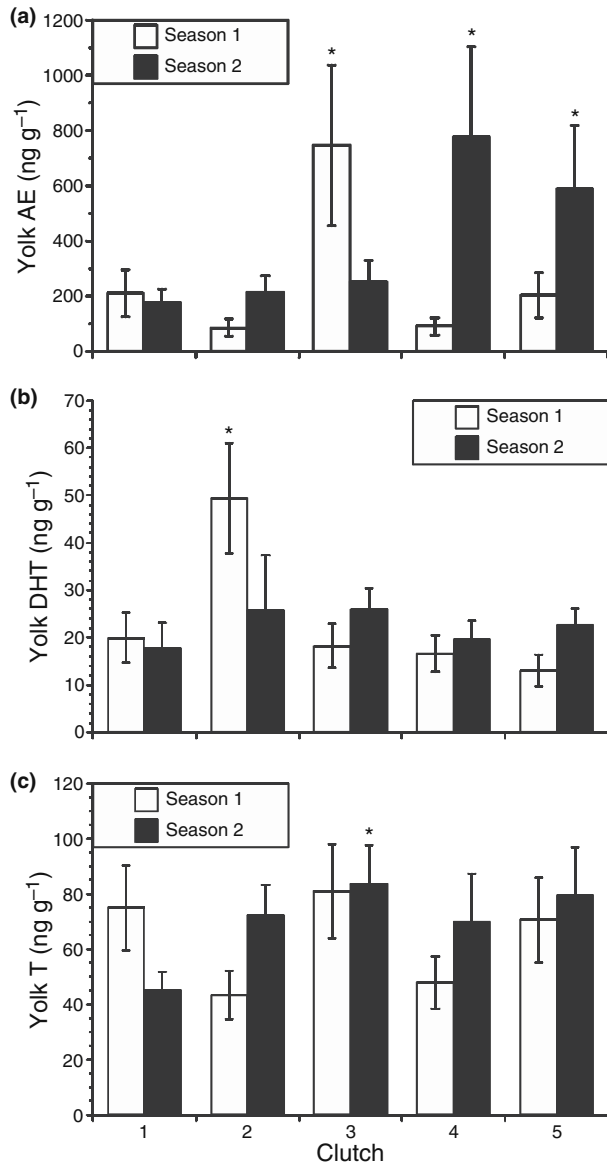 (a)
1200
1000
800
600
400
200
0
Yolk AE (ng g⁻¹)
Season 1
Season 2
*
*
*
(b)
70
60
50
40
30
20
10
0
Yolk DHT (ng g⁻¹)
Season 1
Season 2
*
(c)
120
100
80
60
40
20
0
Yolk T (ng g⁻¹)
Season 1
Season 2
*
1 2 3 4 5
Clutch